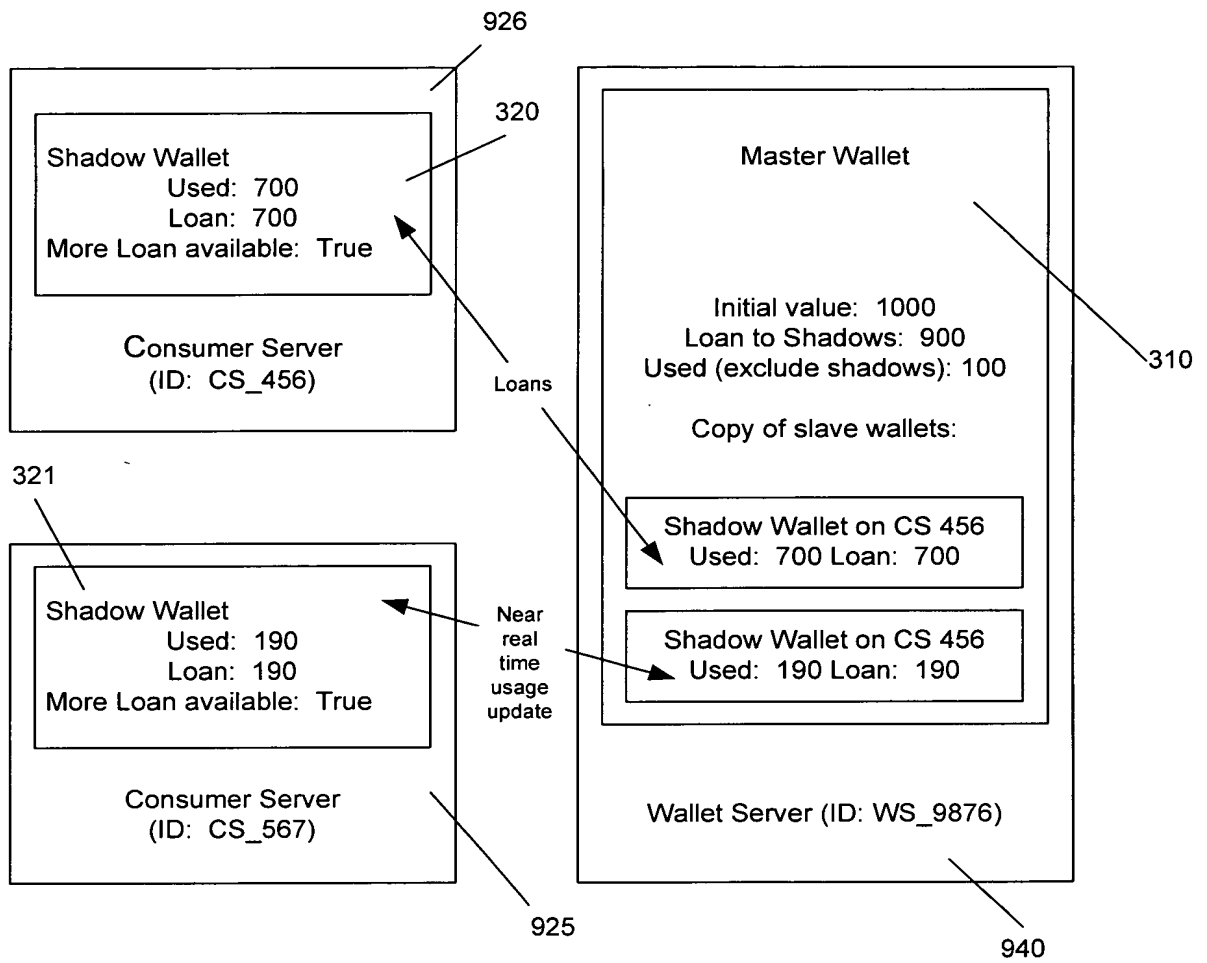 926
320
Shadow Wallet
Used: 700
Loan: 700
More Loan available: True
Consumer Server
(ID: CS_456)
321
Shadow Wallet
Used: 190
Loan: 190
More Loan available: True
Consumer Server
(ID: CS_567)
925
Loans
Near
real
time
usage
update
Master Wallet
Initial value: 1000
Loan to Shadows: 900
Used (exclude shadows): 100
310
Copy of slave wallets:
Shadow Wallet on CS 456
Used: 700 Loan: 700
Shadow Wallet on CS 456
Used: 190 Loan: 190
Wallet Server (ID: WS_9876)
940